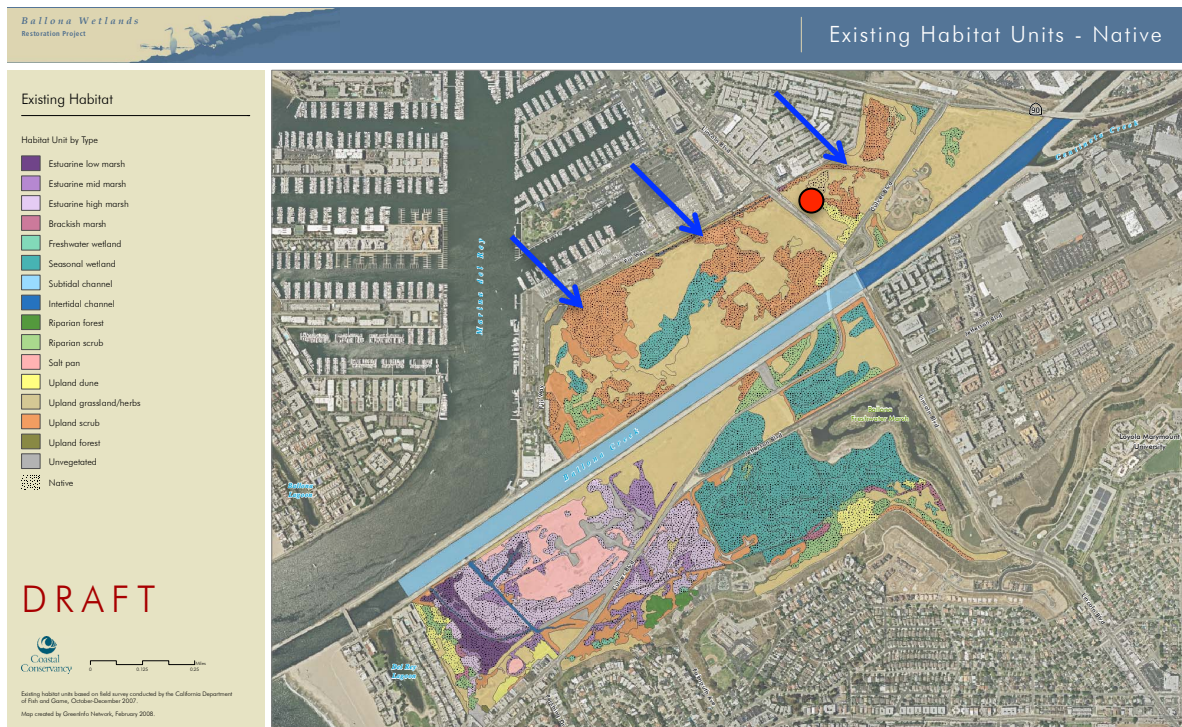 Ballona Wetlands
Restoration Project
Existing Habitat Units - Native
Existing Habitat
Habitat Unit by Type
Estuarine low marsh
Estuarine mid marsh
Estuarine high marsh
Brackish marsh
Freshwater wetland
Seasonal wetland
Subtidal channel
Intertidal channel
Riparian forest
Riparian scrub
Salt pan
Upland dune
Upland grassland/herbs
Upland scrub
Upland forest
Unvegetated
Native
DRAFT
Coastal
Conservancy
Miles
0
0.125
0.25
Existing habitat units based on field survey conducted by the California Department
of Fish and Game, October-December 2007.
Map created by GreenInfo Network, February 2008.
90
Marina del Rey
Ballona Creek
Ballona
Freshwater Marsh
Loyola Marymount
University
Ballona
Lagoon
Del Rey
Lagoon